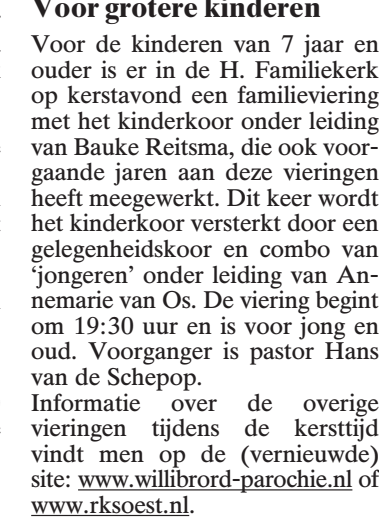 Voor grotere kinderen
Voor de kinderen van 7 jaar en
ouder is er in de H. Familiekerk
op kerstavond een familieviering
met het kinderkoor onder leiding
van Bauke Reitsma, die ook voor-
gaande jaren aan deze vieringen
heeft meegewerkt. Dit keer wordt
het kinderkoor versterkt door een
gelegenheidskoor en combo van
‘jongeren’ onder leiding van An-
nemarie van Os. De viering begint
om 19:30 uur en is voor jong en
oud. Voorganger is pastor Hans
van de Schepop.
Informatie over de overige
vieringen tijdens de kersttijd
vindt men op de (vernieuwde)
site: www.willibrord-parochie.nl of
www.rksoest.nl.